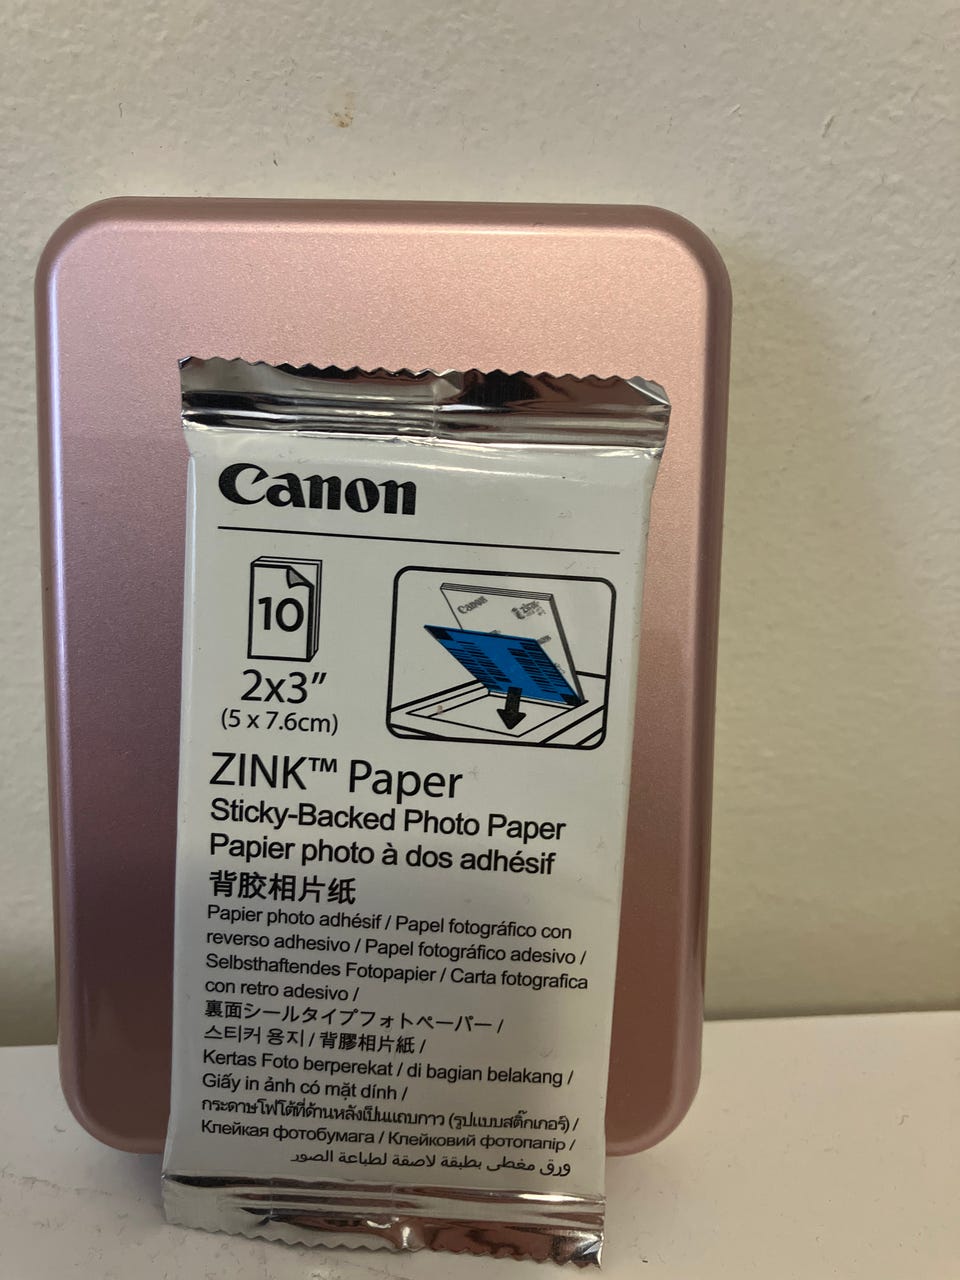 Canon
10
2x3”
(5 x 7.6cm)
Canon
zink
Canon
ZINK™ Paper
Sticky-Backed Photo Paper
Papier photo à dos adhésif
背胶相片纸
Papier photo adhésif / Papel fotográfico con
reverso adhesivo / Papel fotográfico adesivo /
Selbsthaftendes Fotopapier / Carta fotografica
con retro adesivo /
裏面シールタイプフォトペーパー /
스티커 용지 / 背膠相片紙 /
Kertas Foto berperekat / di bagian belakang /
Giấy in ảnh có mặt dính /
กระดาษโฟโต้ที่ด้านหลังเป็นแถบกาว (รูปแบบสติ๊กเกอร์) /
Клейкая фотобумага / Клейковий фотопапір /
ورق مغطى بطبقة لاصقة لطباعة الصور